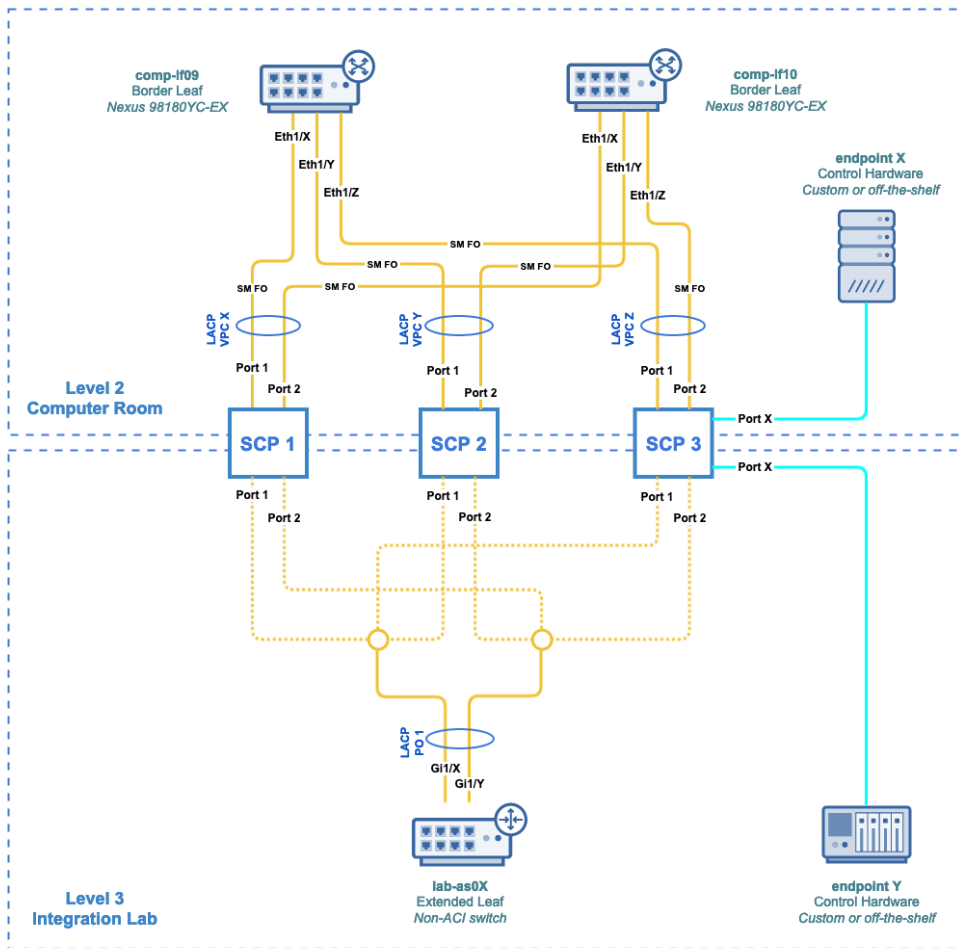 comp-lf09
Border Leaf
Nexus 98180YC-EX
comp-lf10
Border Leaf
Nexus 98180YC-EX
Eth1/X
Eth1/Y
Eth1/Z
Eth1/X
Eth1/Y
Eth1/Z
endpoint X
Control Hardware
Custom or off-the-shelf
SM FO
SM FO
SM FO
SM FO
SM FO
SM FO
LACP
VPC X
LACP
VPC Y
LACP
VPC Z
Port 1
Port 2
Port 1
Port 2
Port 1
Port 2
Level 2
Computer Room
Port X
SCP 1
SCP 2
SCP 3
Port X
Port 1
Port 2
Port 1
Port 2
Port 1
Port 2
LACP
PO 1
Gi1/X
Gi1/Y
lab-as0X
Extended Leaf
Non-ACI switch
endpoint Y
Control Hardware
Custom or off-the-shelf
Level 3
Integration Lab